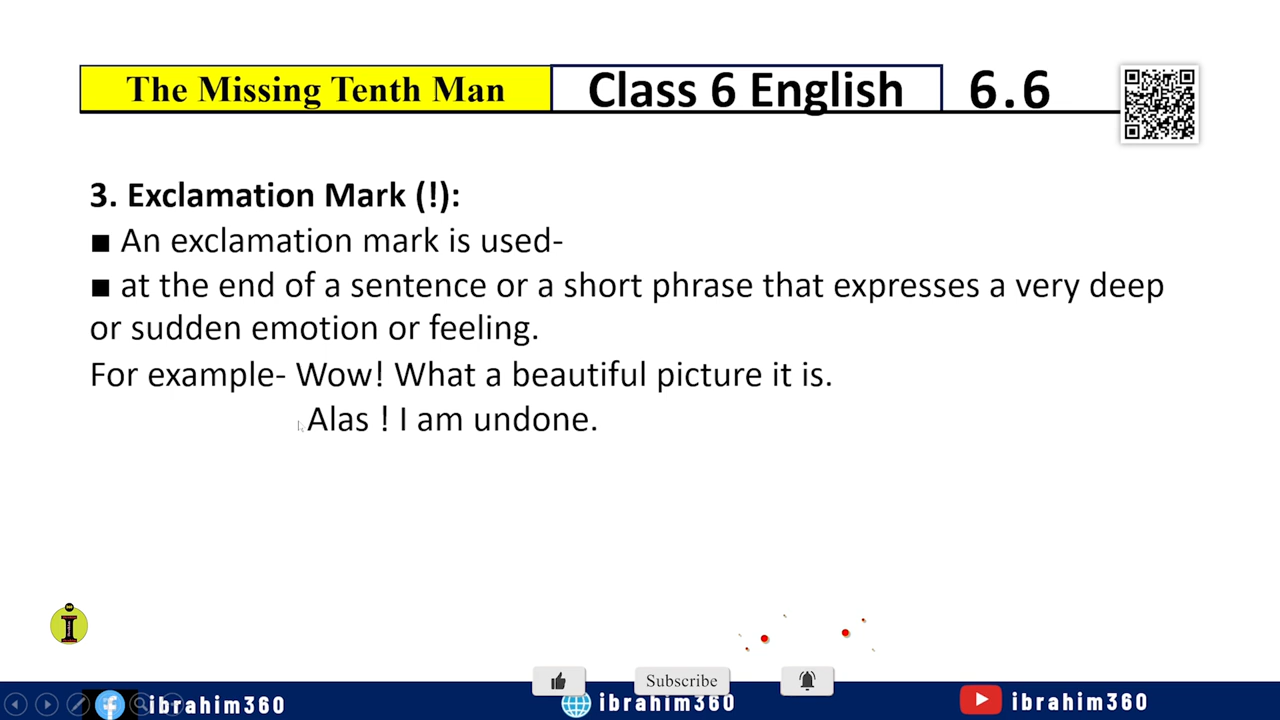 The Missing Tenth Man Class 6 English 6.6
3. Exclamation Mark (!):
■ An exclamation mark is used-
■ at the end of a sentence or a short phrase that expresses a very deep
or sudden emotion or feeling.
For example- Wow! What a beautiful picture it is.
Alas ! I am undone.
Subscribe
ibrahim360 ibrahim360 ibrahim360